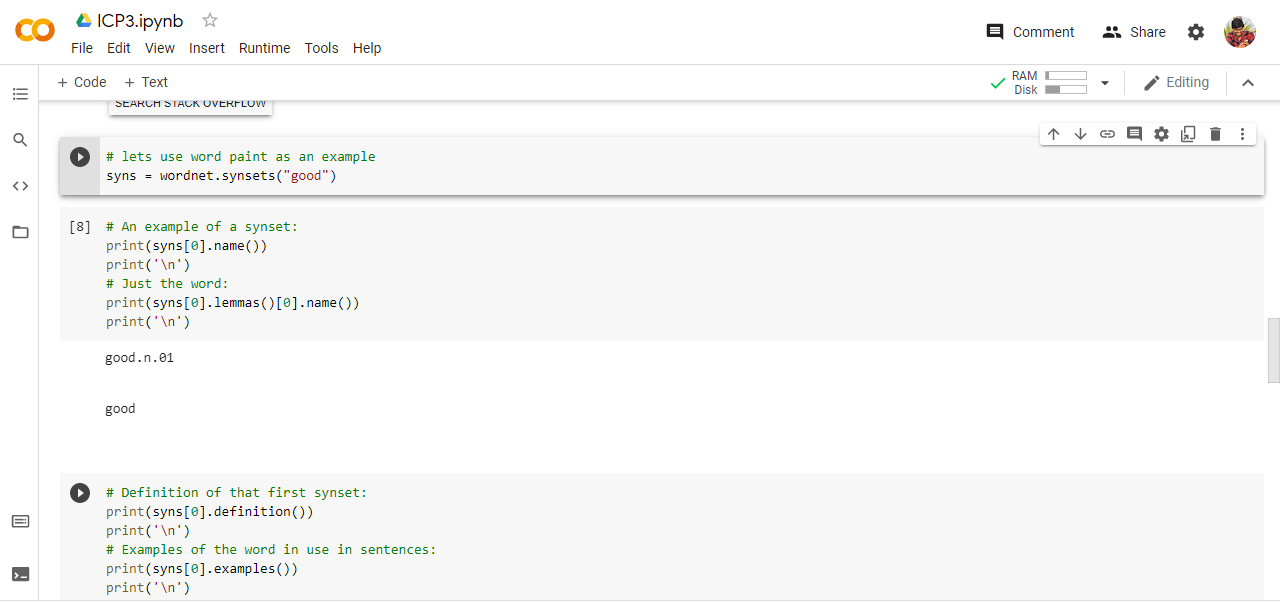 ICP3.ipynb
File Edit View Insert Runtime Tools Help
Comment
Share
+ Code + Text
RAM
Disk
Editing
SEARCH STACK OVERFLOW
# lets use word paint as an example
syns = wordnet.synsets("good")
[8]
# An example of a synset:
print(syns[0].name())
print('\n')
# Just the word:
print(syns[0].lemmas()[0].name())
print('\n')
good.n.01
good
# Definition of that first synset:
print(syns[0].definition())
print('\n')
# Examples of the word in use in sentences:
print(syns[0].examples())
print('\n')